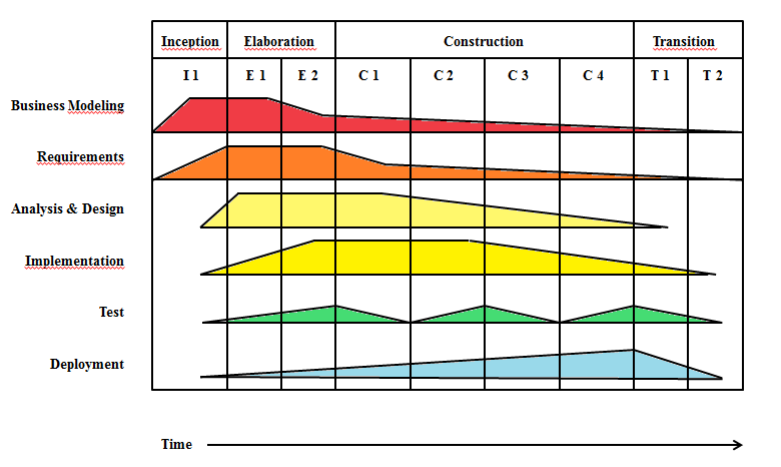 Inception Elaboration Construction Transition
I 1 E 1 E 2 C 1 C 2 C 3 C 4 T 1 T 2
Business Modeling
Requirements
Analysis & Design
Implementation
Test
Deployment
Time